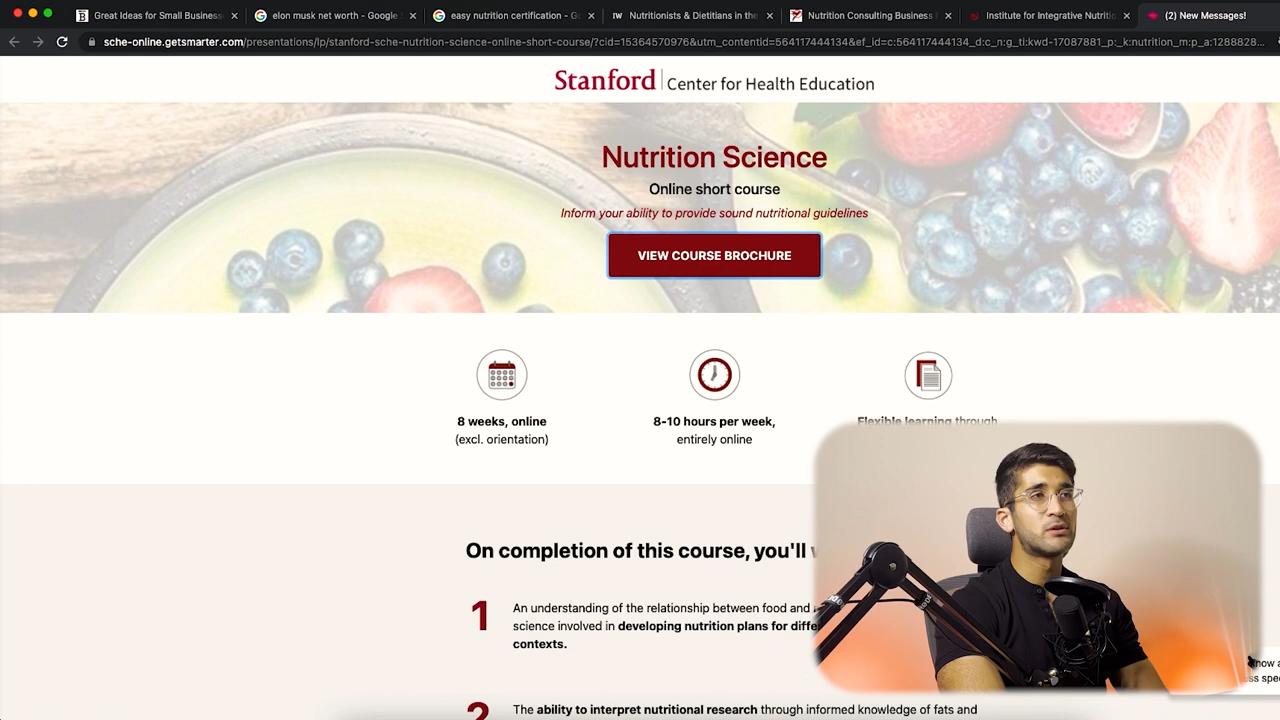 Great Ideas for Small Business
elon musk net worth - Google
easy nutrition certification - Go
Nutritionists & Dietitians in the
Nutrition Consulting Business
Institute for Integrative Nutriti
(2) New Messages!
sche-online.getsmarter.com/presentations/lp/stanford-sche-nutrition-science-online-short-course/?cid=15364570976&utm_contentid=564117444134&ef_id=c:564117444134_d:c_n:g_ti:kwd-17087881_p:_k:nutrition_m:p_a:1288828...
Stanford | Center for Health Education
Nutrition Science
Online short course
Inform your ability to provide sound nutritional guidelines
VIEW COURSE BROCHURE
8 weeks, online
(excl. orientation)
8-10 hours per week,
entirely online
Flexible learning through
On completion of this course, you'll
1
An understanding of the relationship between food and
science involved in developing nutrition plans for
contexts.
2
The ability to interpret nutritional research through informed knowledge of fats and